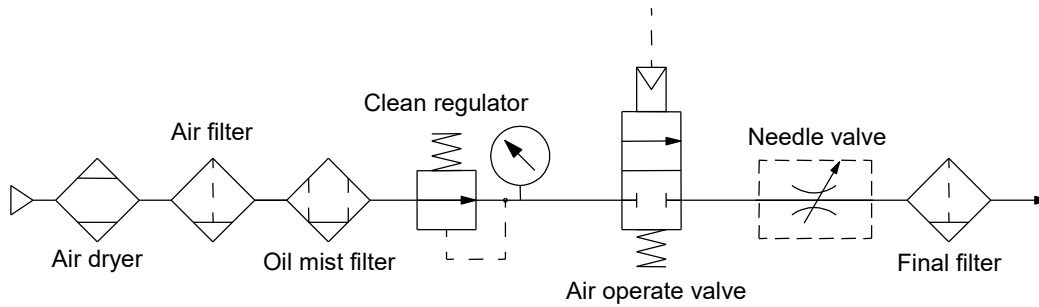 Clean regulator
Air filter
Needle valve
Air dryer
Oil mist filter
Final filter
Air operate valve